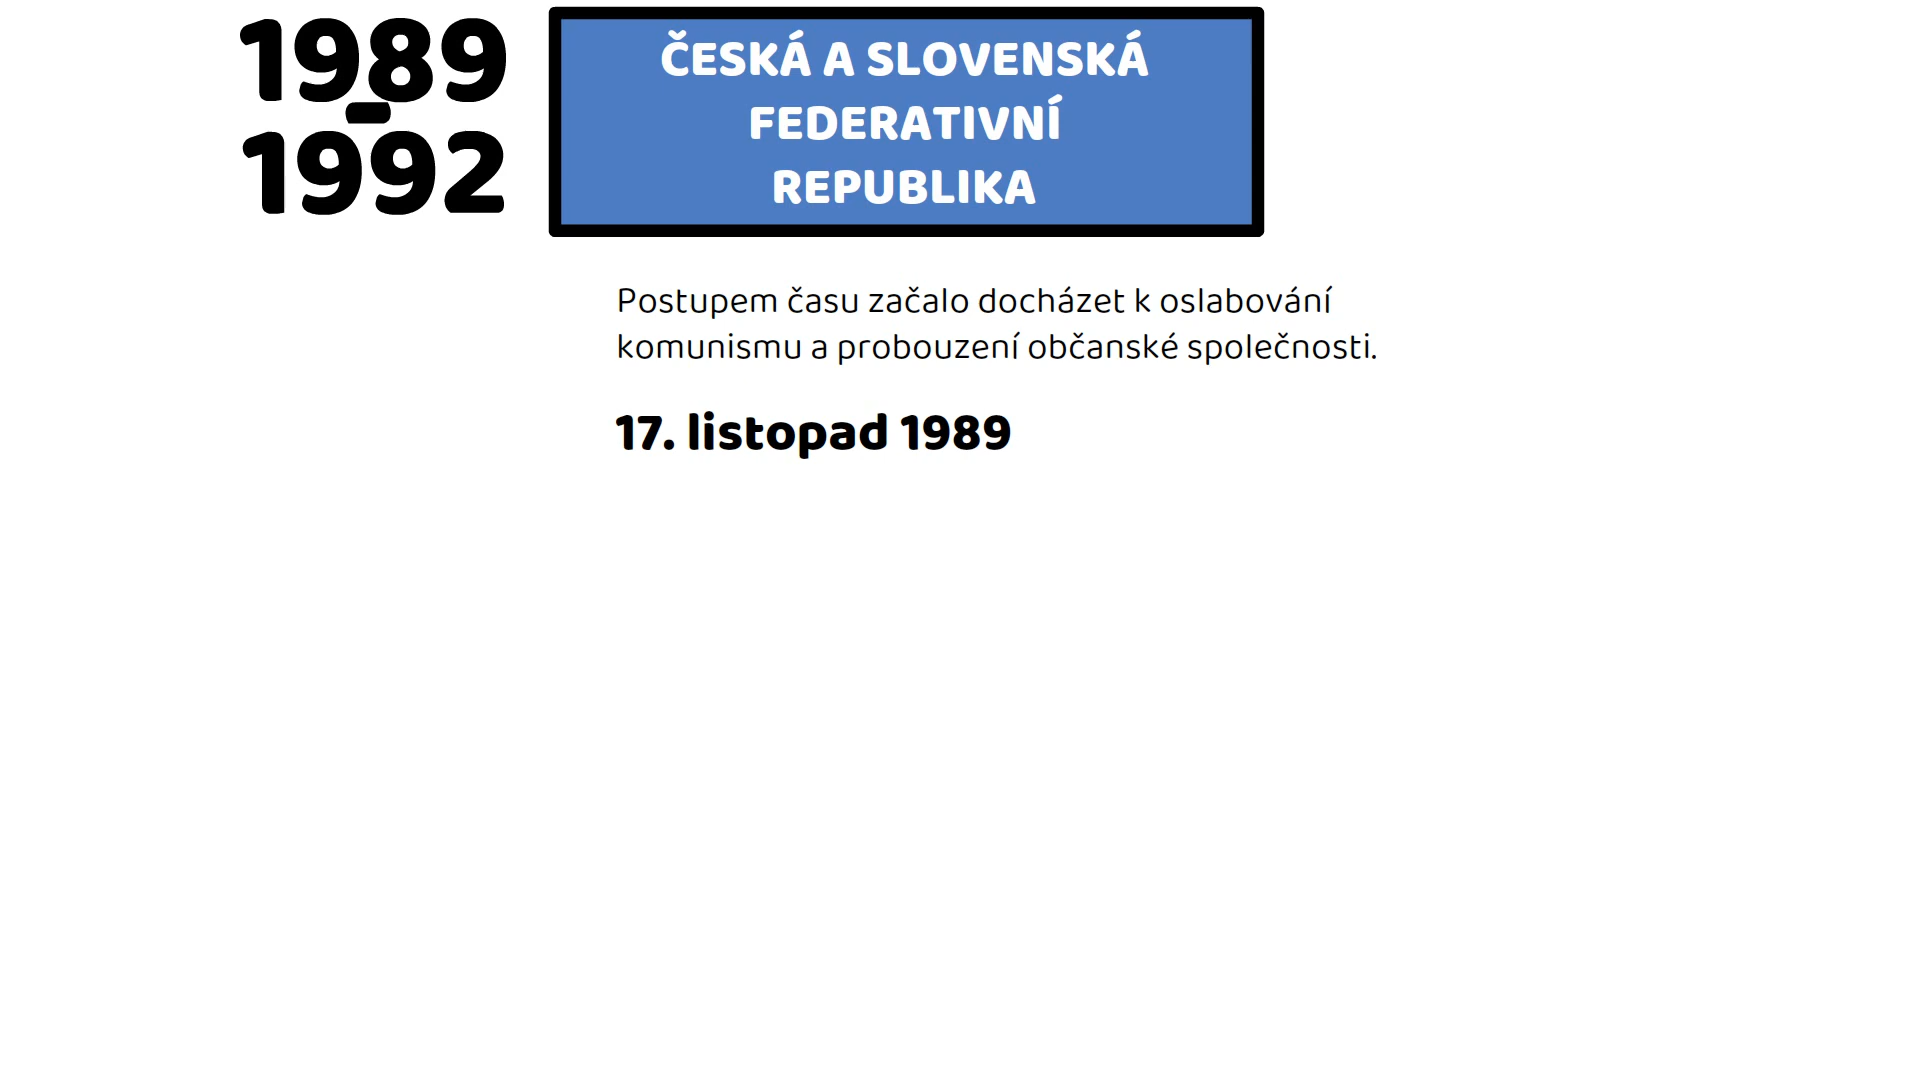 1989
-
1992
ČESKÁ A SLOVENSKÁ
FEDERATIVNÍ
REPUBLIKA
Postupem času začalo docházet k oslabování
komunismu a probouzení občanské společnosti.
17. listopad 1989